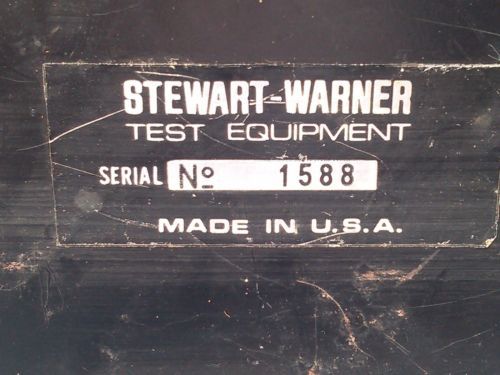 STEWART-WARNER
TEST EQUIPMENT
SERIAL Nº 1588
MADE IN U.S.A.